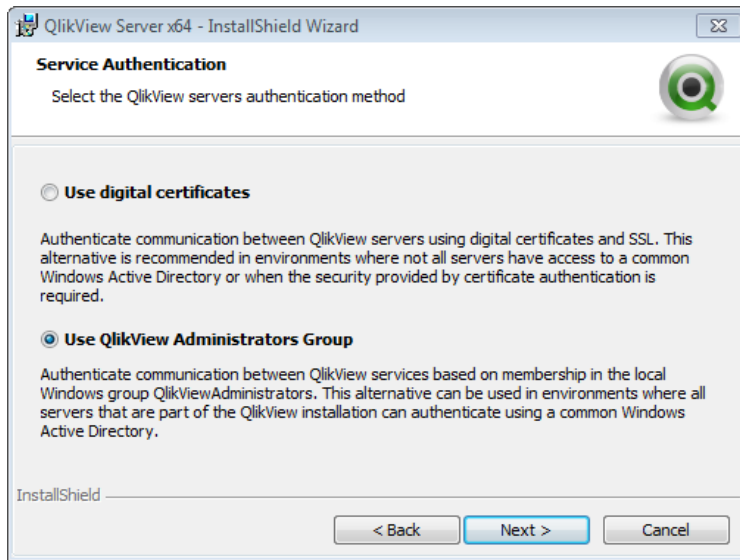 QlikView Server x64 - InstallShield Wizard
Service Authentication
Select the QlikView servers authentication method
Use digital certificates
Authenticate communication between QlikView servers using digital certificates and SSL. This
alternative is recommended in environments where not all servers have access to a common
Windows Active Directory or when the security provided by certificate authentication is
required.
Use QlikView Administrators Group
Authenticate communication between QlikView services based on membership in the local
Windows group QlikViewAdministrators. This alternative can be used in environments where all
servers that are part of the QlikView installation can authenticate using a common Windows
Active Directory.
InstallShield
< Back Next > Cancel